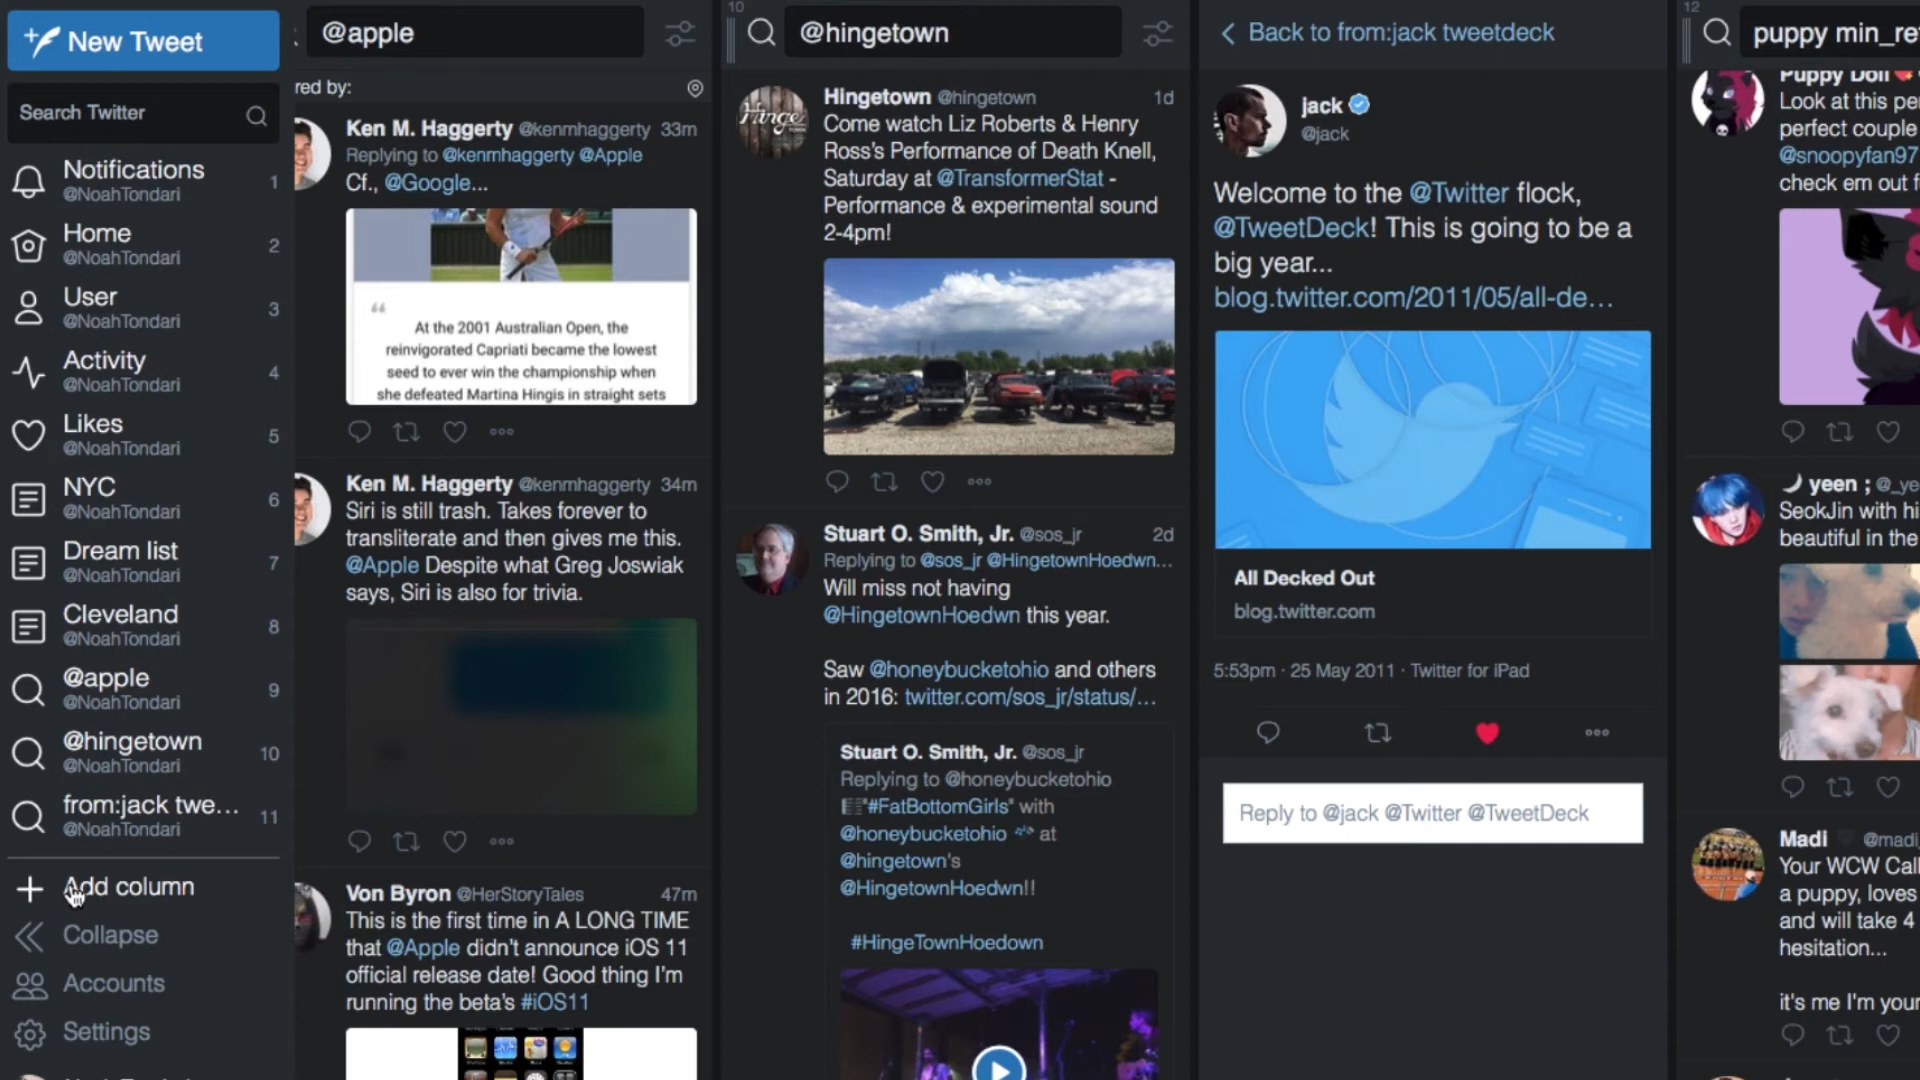 New Tweet
Search Twitter
Notifications
@NoahTondari
1
Home
@NoahTondari
2
User
@NoahTondari
3
Activity
@NoahTondari
4
Likes
@NoahTondari
5
NYC
@NoahTondari
6
Dream list
@NoahTondari
7
Cleveland
@NoahTondari
8
@apple
@NoahTondari
9
@hingetown
@NoahTondari
10
from:jack twe...
@NoahTondari
11
Add column
Collapse
Accounts
Settings
@apple
red by:
Ken M. Haggerty @kenmhaggerty 33m
Replying to @kenmhaggerty @Apple
Cf., @Google...
“
At the 2001 Australian Open, the
reinvigorated Capriati became the lowest
seed to ever win the championship when
she defeated Martina Hingis in straight sets
Ken M. Haggerty @kenmhaggerty 34m
Siri is still trash. Takes forever to
transliterate and then gives me this.
@Apple Despite what Greg Joswiak
says, Siri is also for trivia.
Von Byron @HerStoryTales 47m
This is the first time in A LONG TIME
that @Apple didn't announce iOS 11
official release date! Good thing I'm
running the beta's #iOS11
10
@hingetown
Hinge
Hingetown @hingetown 1d
Come watch Liz Roberts & Henry
Ross's Performance of Death Knell,
Saturday at @TransformerStat -
Performance & experimental sound
2-4pm!
Stuart O. Smith, Jr. @sos_jr 2d
Replying to @sos_jr @HingetownHoedwn...
Will miss not having
@HingetownHoedwn this year.
Saw @honeybucketohio and others
in 2016: twitter.com/sos_jr/status/...
Stuart O. Smith, Jr. @sos_jr
Replying to @honeybucketohio
"#FatBottomGirls" with
@honeybucketohio at
@hingetown's
@HingetownHoedwn!!
#HingeTownHoedown
Back to from:jack tweetdeck
jack
@jack
Welcome to the @Twitter flock,
@TweetDeck! This is going to be a
big year...
blog.twitter.com/2011/05/all-de...
All Decked Out
blog.twitter.com
5:53pm · 25 May 2011 · Twitter for iPad
Reply to @jack @Twitter @TweetDeck
12
puppy min_re
Puppy Doll
Look at this pe
perfect couple
@snoopyfan97
check em out f
yeen ; @_ye
SeokJin with hi
beautiful in the
Madi @madi
Your WCW Call
a puppy, loves
and will take 4
hesitation...
it's me I'm your